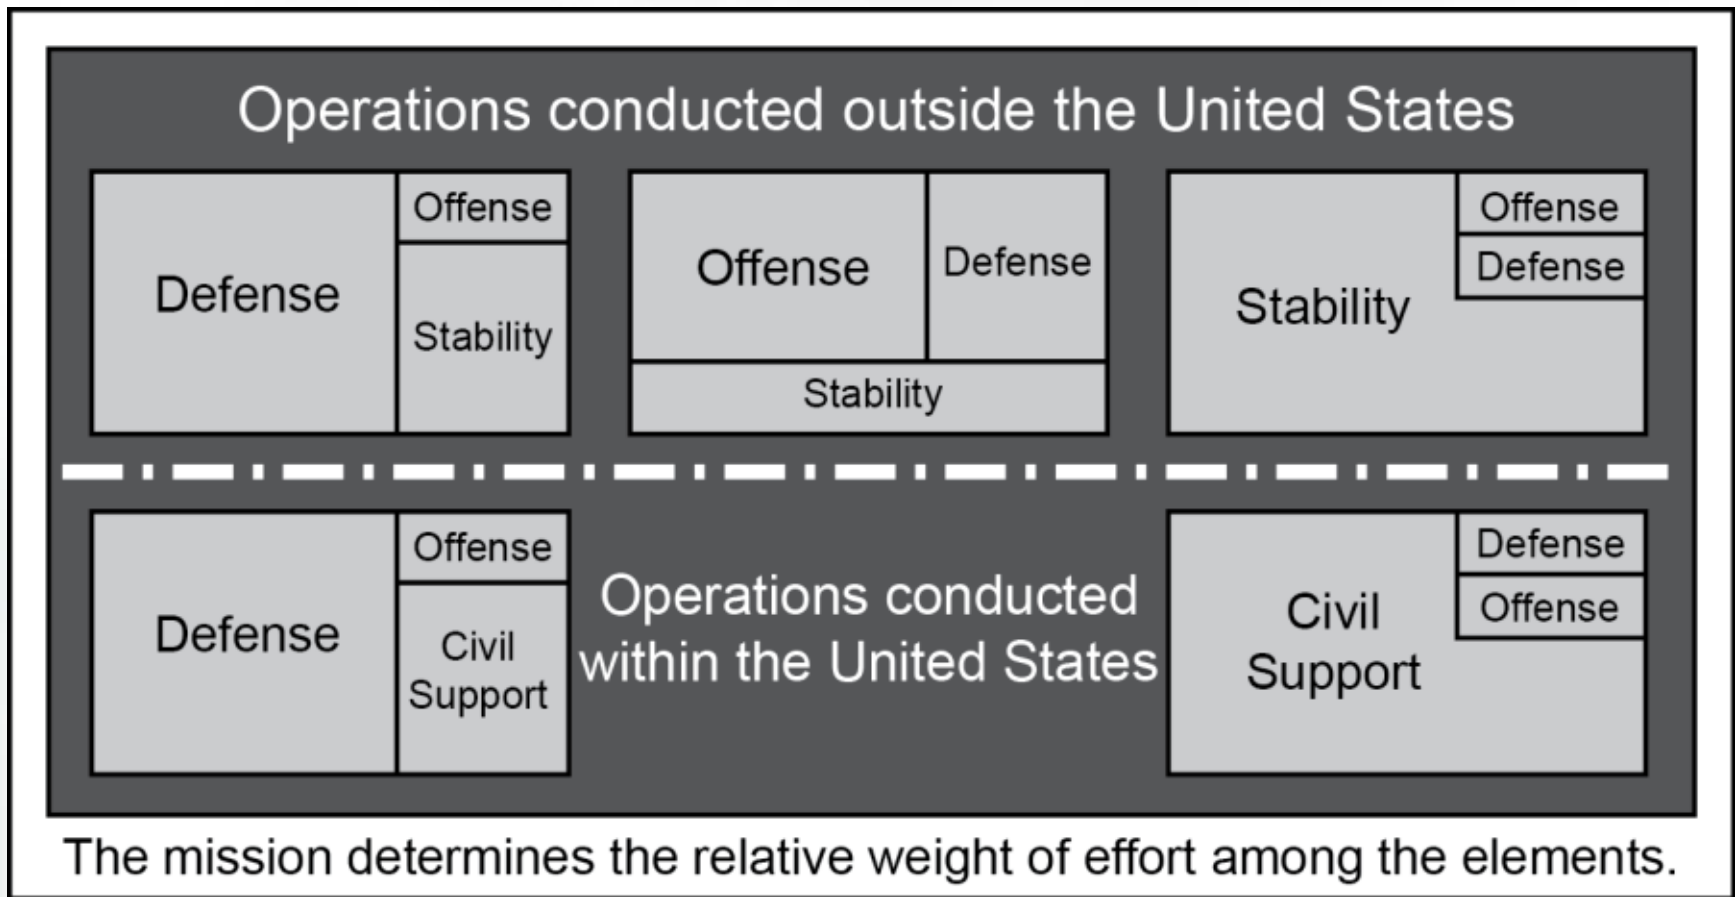 Operations conducted outside the United States
Defense
Offense
Stability
Offense
Defense
Stability
Stability
Offense
Defense
Defense
Offense
Civil
Support
Operations conducted
within the United States
Civil
Support
Defense
Offense
The mission determines the relative weight of effort among the elements.